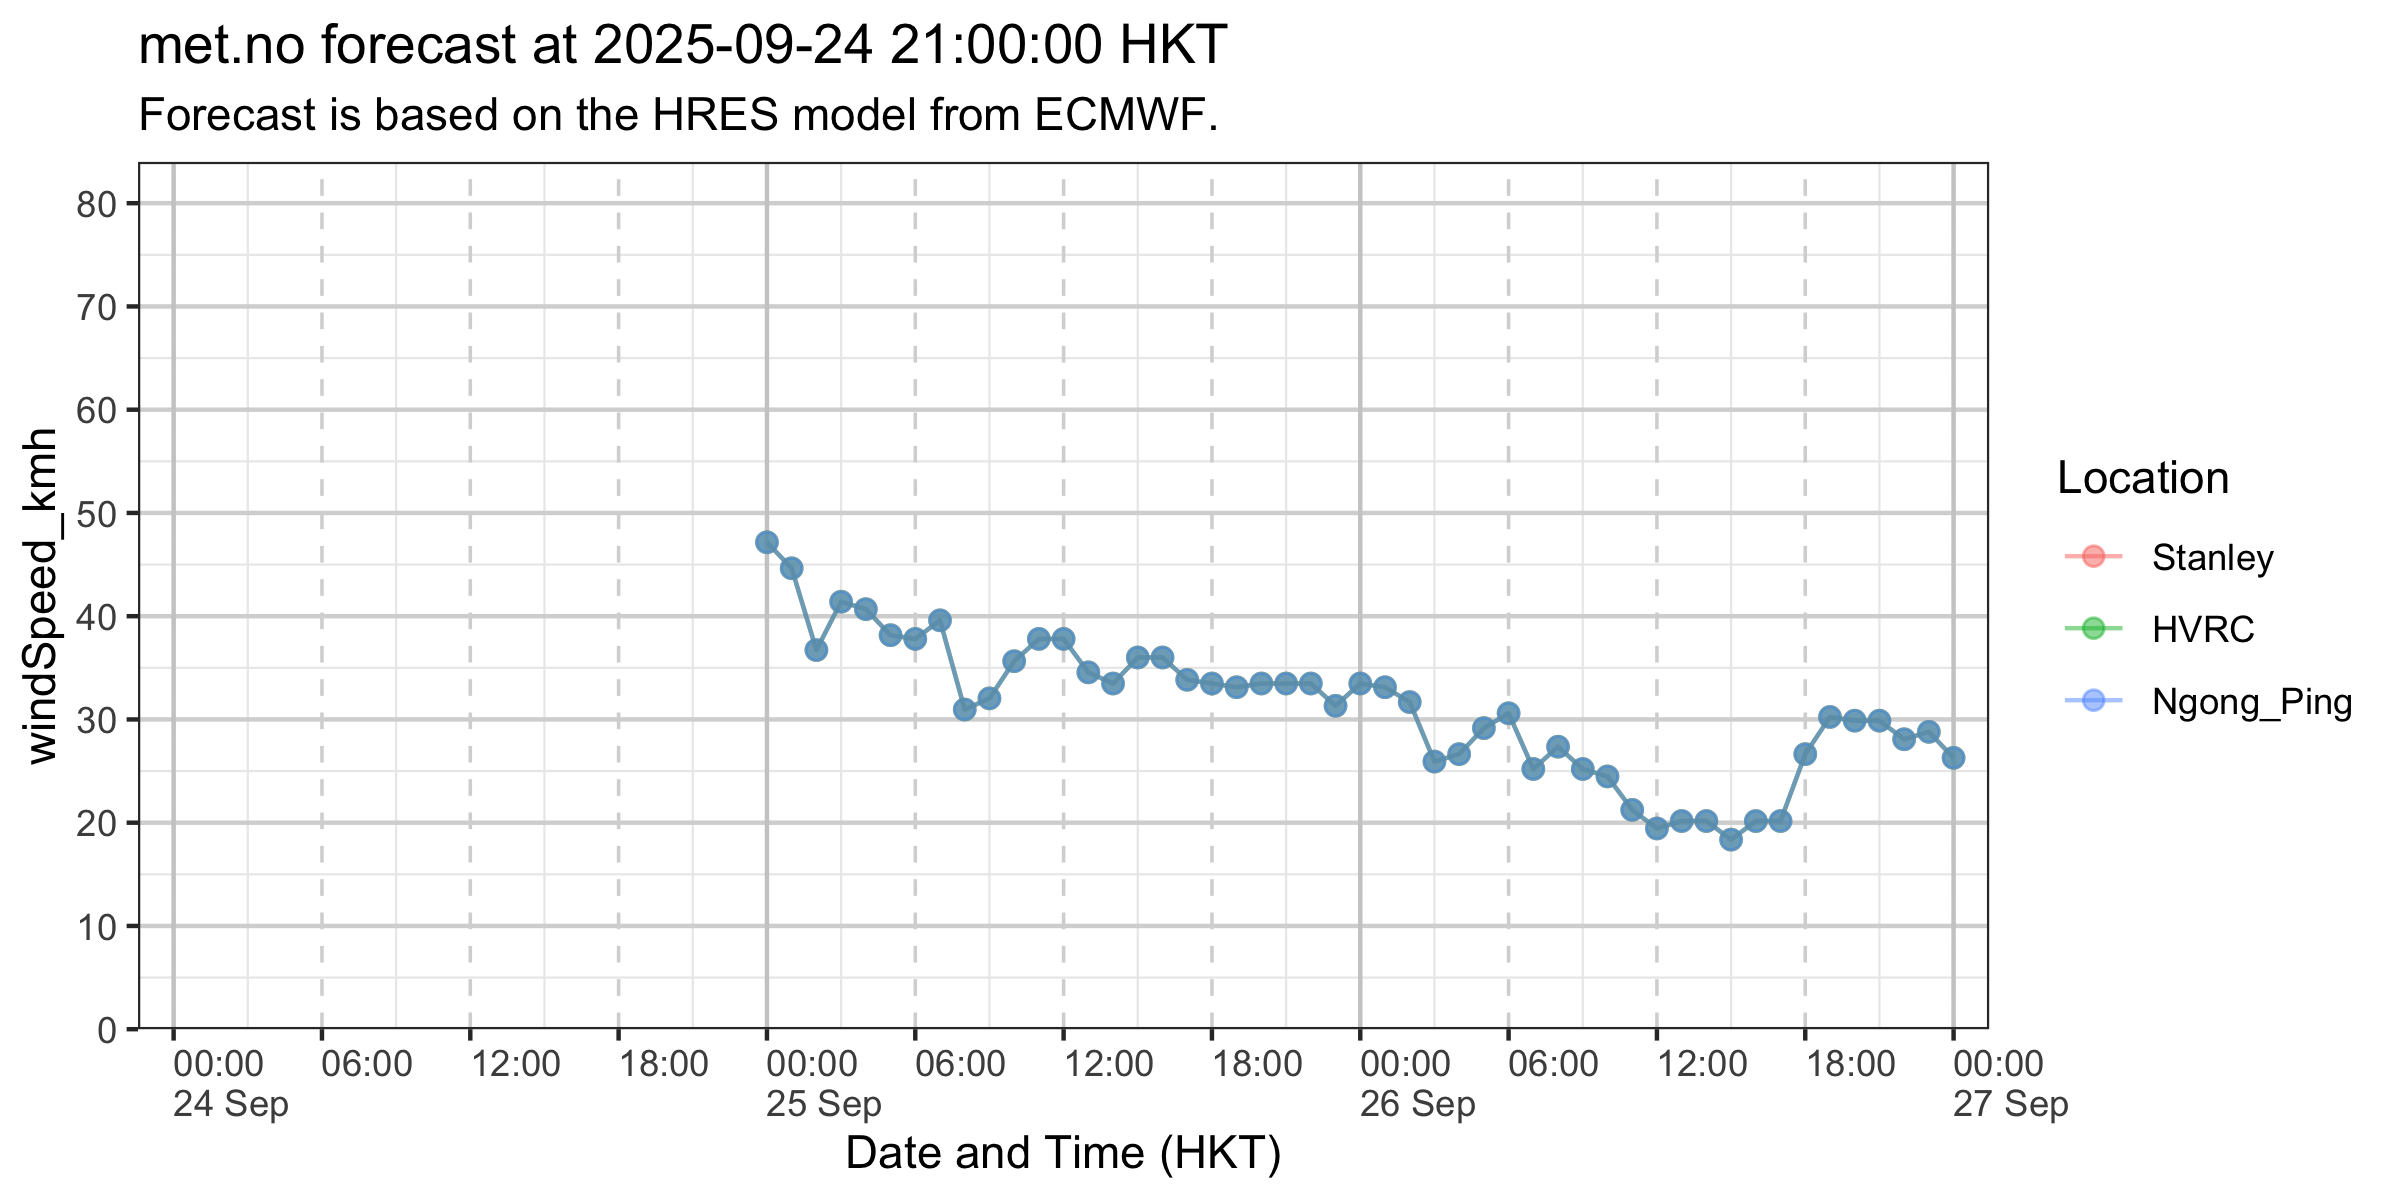 met.no forecast at 2025-09-24 21:00:00 HKT
Forecast is based on the HRES model from ECMWF.
windSpeed_kmh
80
70
60
50
40
30
20
10
0
00:00 06:00 12:00 18:00 00:00 06:00 12:00 18:00 00:00 06:00 12:00 18:00 00:00
24 Sep 25 Sep 26 Sep 27 Sep
Date and Time (HKT)
Location
Stanley
HVRC
Ngong_Ping